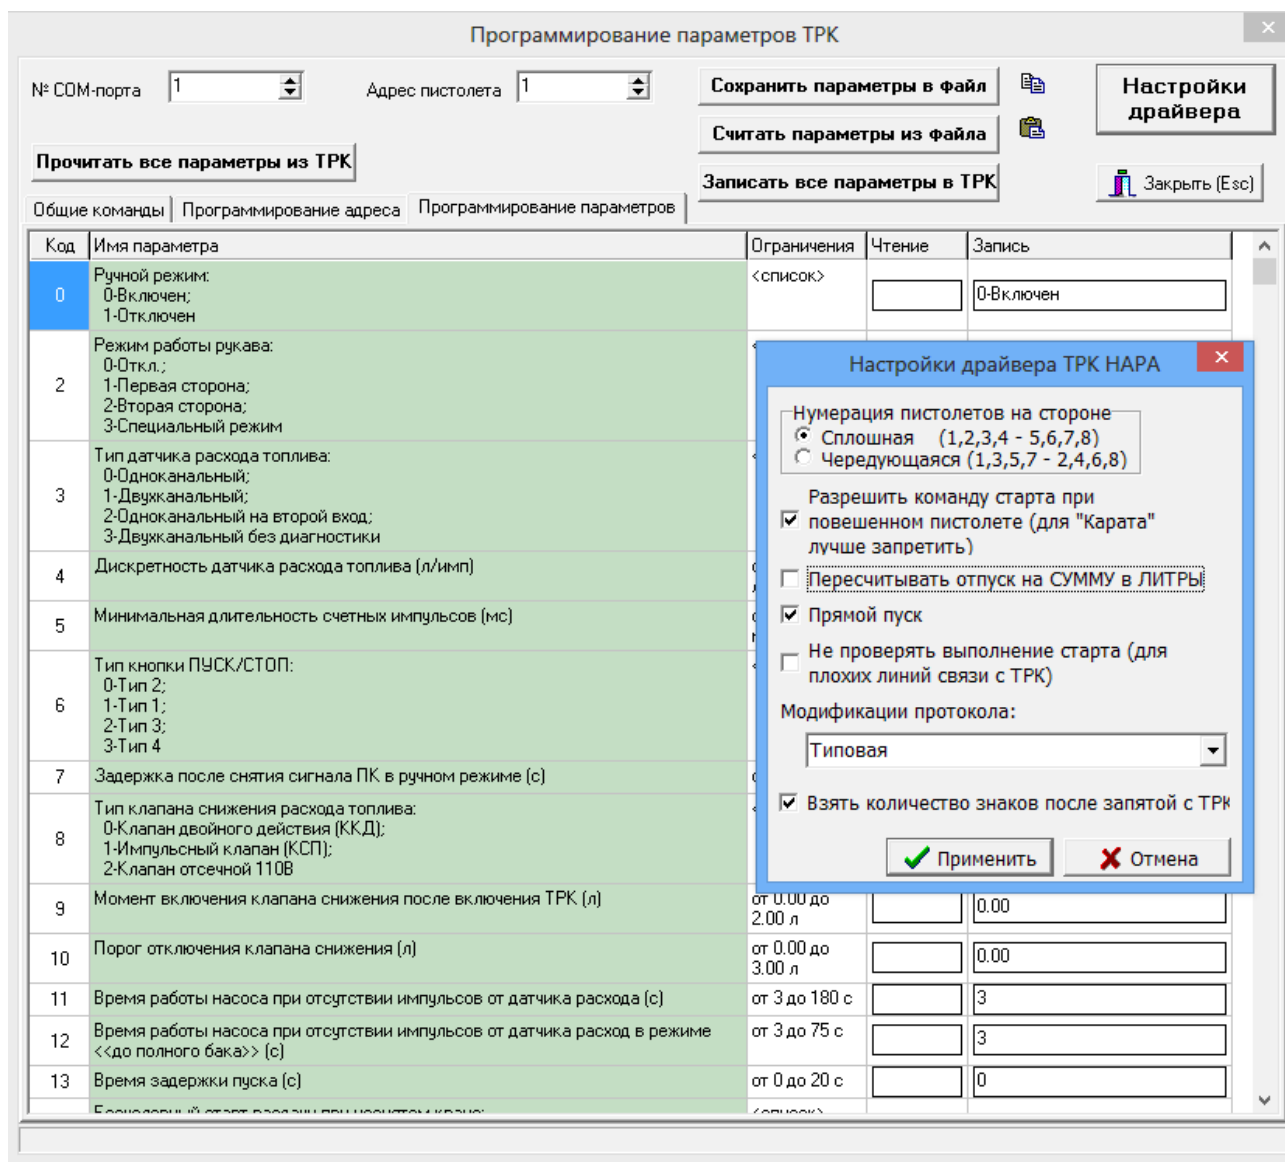 Программирование параметров ТРК
№ COM-порта 1 Адрес пистолета 1
Сохранить параметры в файл
Настройки драйвера
Считать параметры из файла
Прочитать все параметры из ТРК
Записать все параметры в ТРК
Закрыть (Esc)
Общие команды Программирование адреса Программирование параметров
Код Имя параметра Ограничения Чтение Запись
0
Ручной режим:
0-Включен;
1-Отключен
<список>
0-Включен
2
Режим работы рукава:
0-Откл.;
1-Первая сторона;
2-Вторая сторона;
3-Специальный режим
3
Тип датчика расхода топлива:
0-Одноканальный;
1-Двухканальный;
2-Одноканальный на второй вход;
3-Двухканальный без диагностики
4 Дискретность датчика расхода топлива (л/имп)
5 Минимальная длительность счетных импульсов (мс)
6
Тип кнопки ПУСК/СТОП:
0-Тип 2;
1-Тип 1;
2-Тип 3;
3-Тип 4
7 Задержка после снятия сигнала ПК в ручном режиме (с)
8
Тип клапана снижения расхода топлива:
0-Клапан двойного действия (ККД);
1-Импульсный клапан (КСП);
2-Клапан отсечной 110В
9 Момент включения клапана снижения после включения ТРК (л) от 0.00 до 2.00 л 0.00
10 Порог отключения клапана снижения (л) от 0.00 до 3.00 л 0.00
11 Время работы насоса при отсутствии импульсов от датчика расхода (с) от 3 до 180 с 3
12 Время работы насоса при отсутствии импульсов от датчика расход в режиме
<<до полного бака>> (с) от 3 до 75 с 3
13 Время задержки пуска (с) от 0 до 20 с 0
Настройки драйвера ТРК НАРА
Нумерация пистолетов на стороне
Сплошная (1,2,3,4 - 5,6,7,8)
Чередующаяся (1,3,5,7 - 2,4,6,8)
Разрешить команду старта при
повешенном пистолете (для "Карата"
лучше запретить)
Пересчитывать отпуск на СУММУ в ЛИТРЫ
Прямой пуск
Не проверять выполнение старта (для
плохих линий связи с ТРК)
Модификации протокола:
Типовая
Взять количество знаков после запятой с ТРК
Применить Отмена